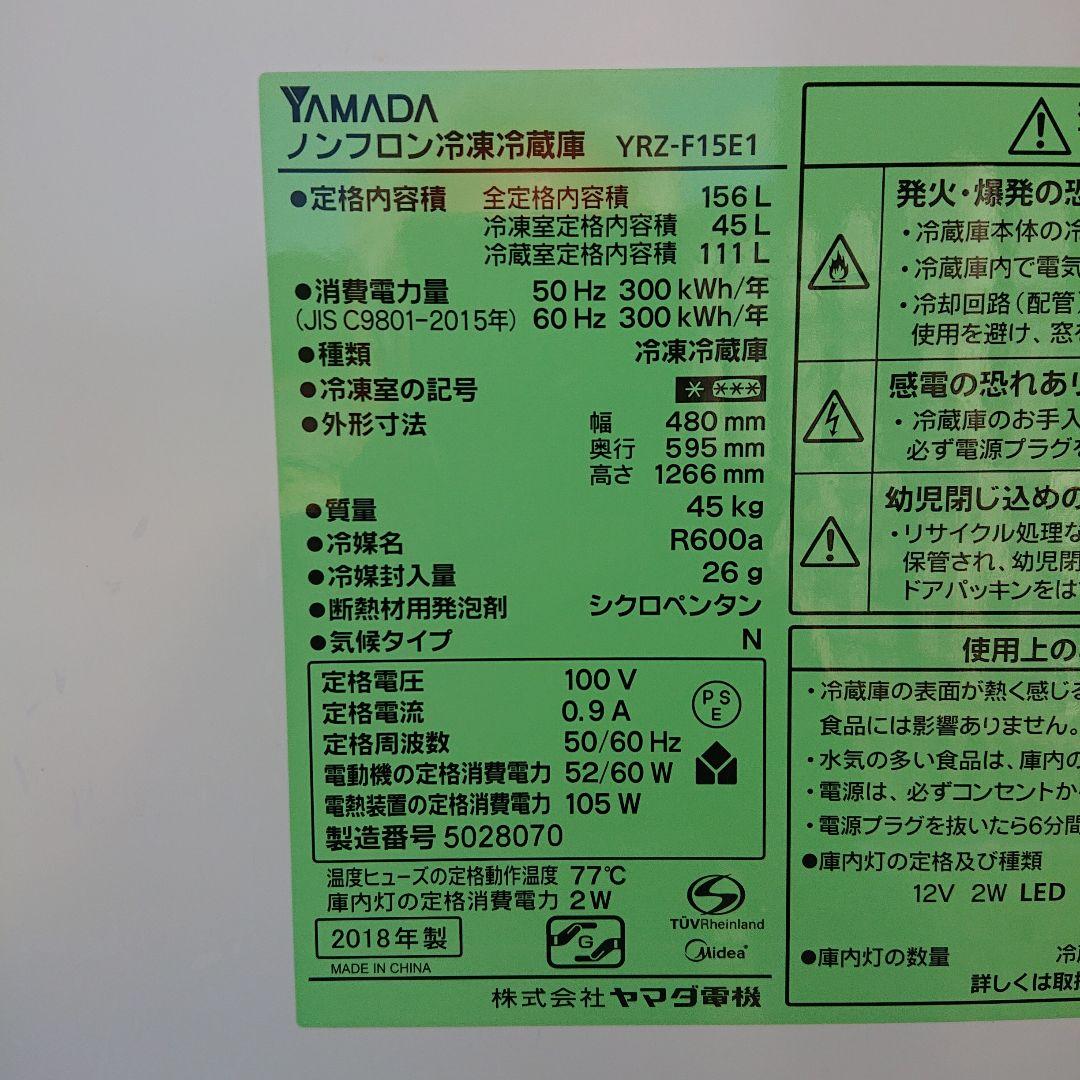 YAMADA
ノンフロン冷凍冷蔵庫 YRZ-F15E1
●定格内容積 全定格内容積 156 L
冷凍室定格内容積 45 L
冷蔵室定格内容積 111 L
●消費電力量 50 Hz 300 kWh/年
(JIS C9801-2015年) 60 Hz 300 kWh/年
●種類 冷凍冷蔵庫
●冷凍室の記号 * ***
●外形寸法 幅 480 mm
奥行 595 mm
高さ 1266 mm
●質量 45 kg
●冷媒名 R600a
●冷媒封入量 26 g
●断熱材用発泡剤 シクロペンタン
●気候タイプ N
定格電圧 100 V
定格電流 0.9 A
定格周波数 50/60 Hz
電動機の定格消費電力 52/60 W
電熱装置の定格消費電力 105 W
製造番号 5028070
PSE
温度ヒューズの定格動作温度 77℃
庫内灯の定格消費電力 2 W
2018年製
MADE IN CHINA
G
TÜVRheinland
Midea
株式会社ヤマダ電機
発火・爆発の恐
・冷蔵庫本体の冷
・冷蔵庫内で電気
・冷却回路(配管)
使用を避け、窓を
感電の恐れあり
・冷蔵庫のお手入
必ず電源プラグを
幼児閉じ込めの
・リサイクル処理な
保管され、幼児閉
ドアパッキンをは
使用上の
・冷蔵庫の表面が熱く感じる
食品には影響ありません。
・水気の多い食品は、庫内の
・電源は、必ずコンセントか
・電源プラグを抜いたら6分間
●庫内灯の定格及び種類
12V 2W LED
●庫内灯の数量 冷
詳しくは取